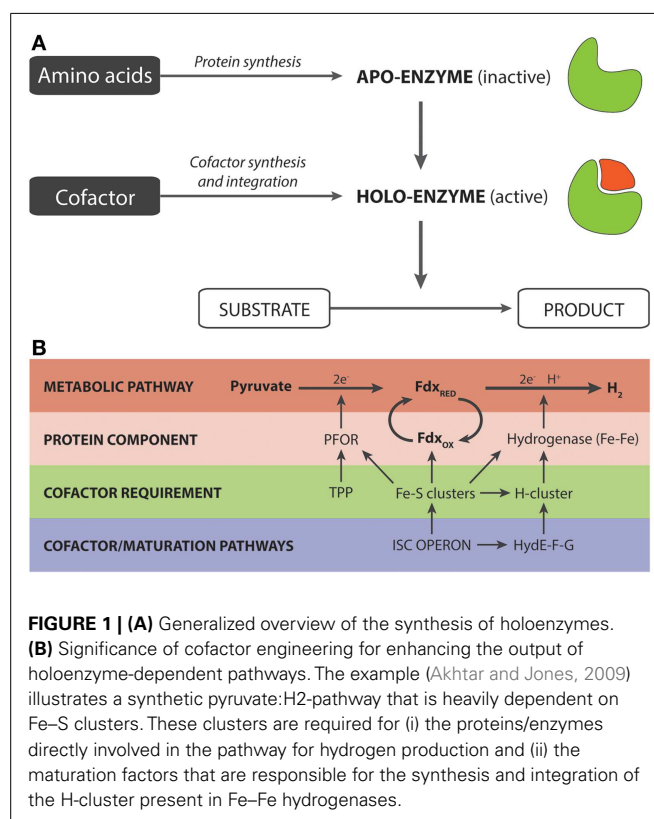 A
Amino acids
Protein synthesis
APO-ENZYME (inactive)
Cofactor
Cofactor synthesis
and integration
HOLO-ENZYME (active)
SUBSTRATE
PRODUCT
B
METABOLIC PATHWAY
Pyruvate
2e-
Fdx RED
2e- H+
H2
PROTEIN COMPONENT
PFOR
Fdx OX
Hydrogenase (Fe-Fe)
COFACTOR REQUIREMENT
TPP
Fe-S clusters
H-cluster
COFACTOR/MATURATION PATHWAYS
ISC OPERON
HydE-F-G
FIGURE 1 | (A) Generalized overview of the synthesis of holoenzymes.
(B) Significance of cofactor engineering for enhancing the output of
holoenzyme-dependent pathways. The example (Akhtar and Jones, 2009)
illustrates a synthetic pyruvate:H2-pathway that is heavily dependent on
Fe–S clusters. These clusters are required for (i) the proteins/enzymes
directly involved in the pathway for hydrogen production and (ii) the
maturation factors that are responsible for the synthesis and integration of
the H-cluster present in Fe–Fe hydrogenases.